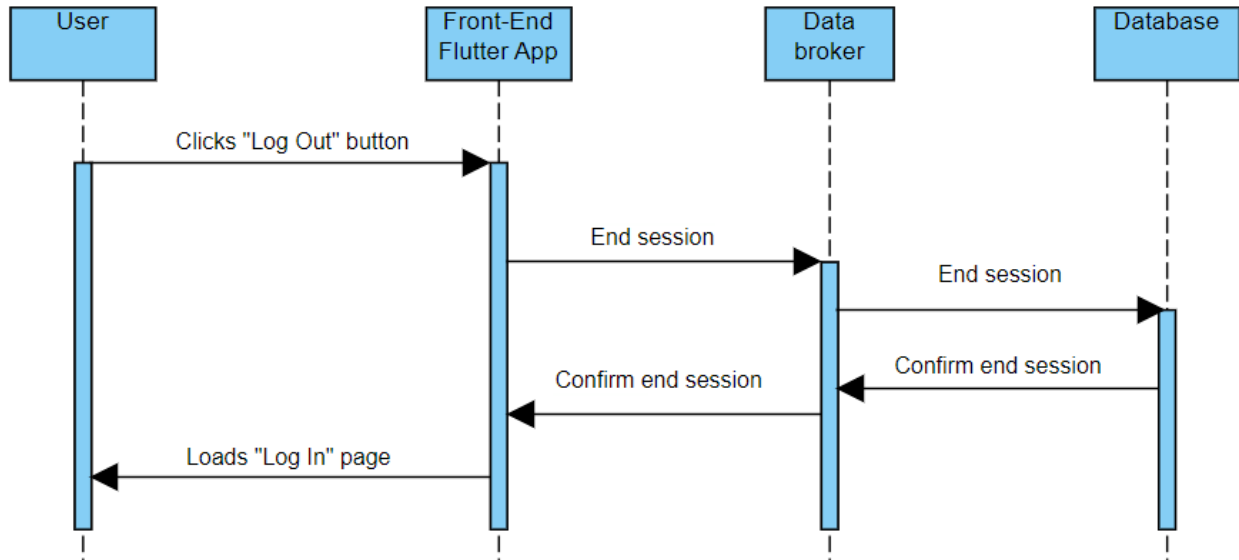 User
Front-End
Flutter App
Data
broker
Database
Clicks "Log Out" button
End session
End session
Confirm end session
Confirm end session
Loads "Log In" page